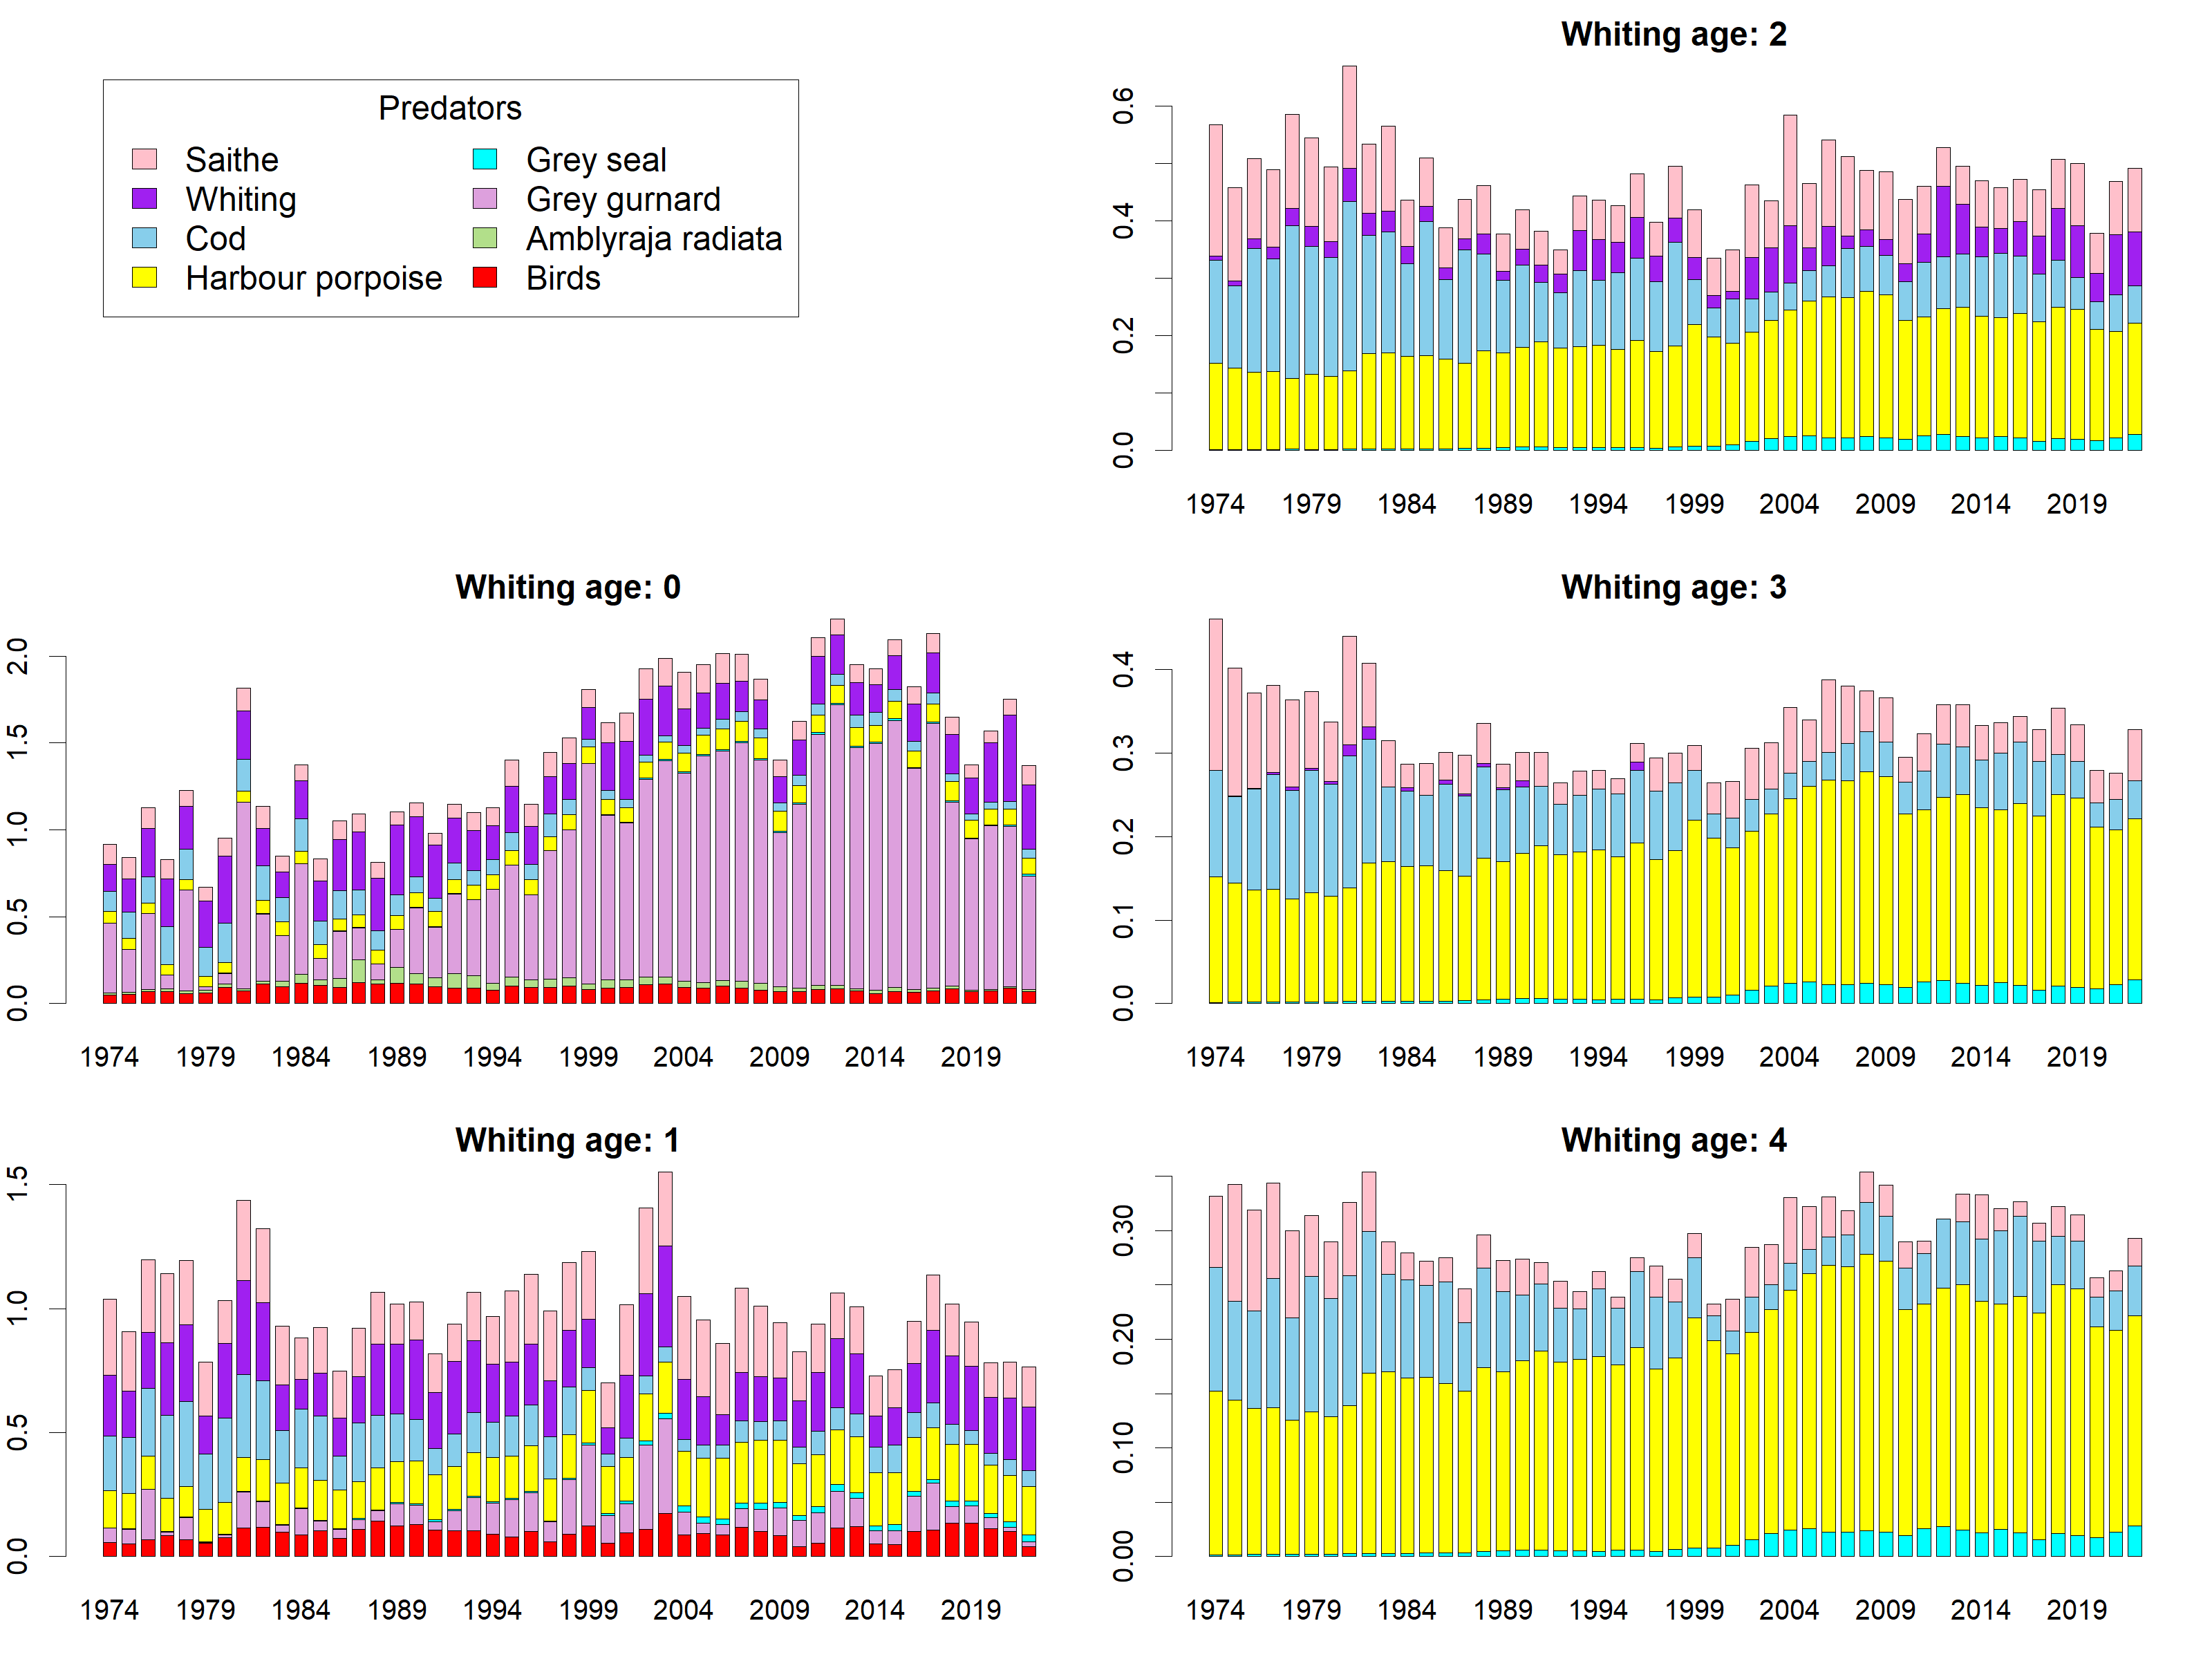 Predators
Saithe
Whiting
Cod
Harbour porpoise
Grey seal
Grey gurnard
Amblyraja radiata
Birds
Whiting age: 2
0.0 0.2 0.4 0.6
1974 1979 1984 1989 1994 1999 2004 2009 2014 2019
Whiting age: 0
0.0 0.5 1.0 1.5 2.0
1974 1979 1984 1989 1994 1999 2004 2009 2014 2019
Whiting age: 3
0.0 0.1 0.2 0.3 0.4
1974 1979 1984 1989 1994 1999 2004 2009 2014 2019
Whiting age: 1
0.0 0.5 1.0 1.5
1974 1979 1984 1989 1994 1999 2004 2009 2014 2019
Whiting age: 4
0.00 0.10 0.20 0.30
1974 1979 1984 1989 1994 1999 2004 2009 2014 2019